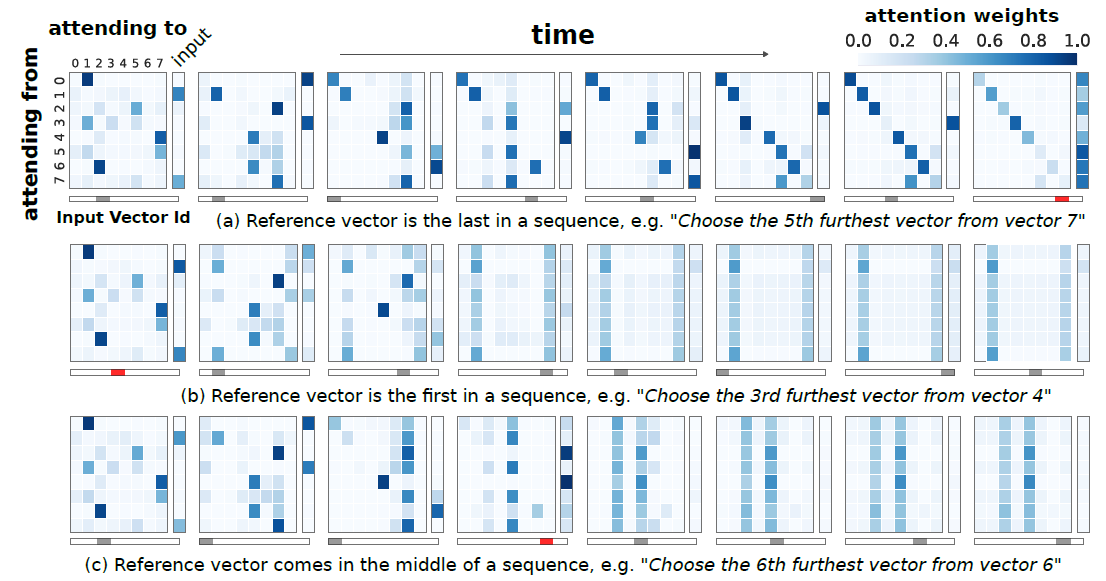 attending to
input
time
attention weights
0.0 0.2 0.4 0.6 0.8 1.0
0 1 2 3 4 5 6 7
attending from
0 1 2 3 4 5 6 7
Input Vector Id
(a) Reference vector is the last in a sequence, e.g. "Choose the 5th furthest vector from vector 7"
(b) Reference vector is the first in a sequence, e.g. "Choose the 3rd furthest vector from vector 4"
(c) Reference vector comes in the middle of a sequence, e.g. "Choose the 6th furthest vector from vector 6"